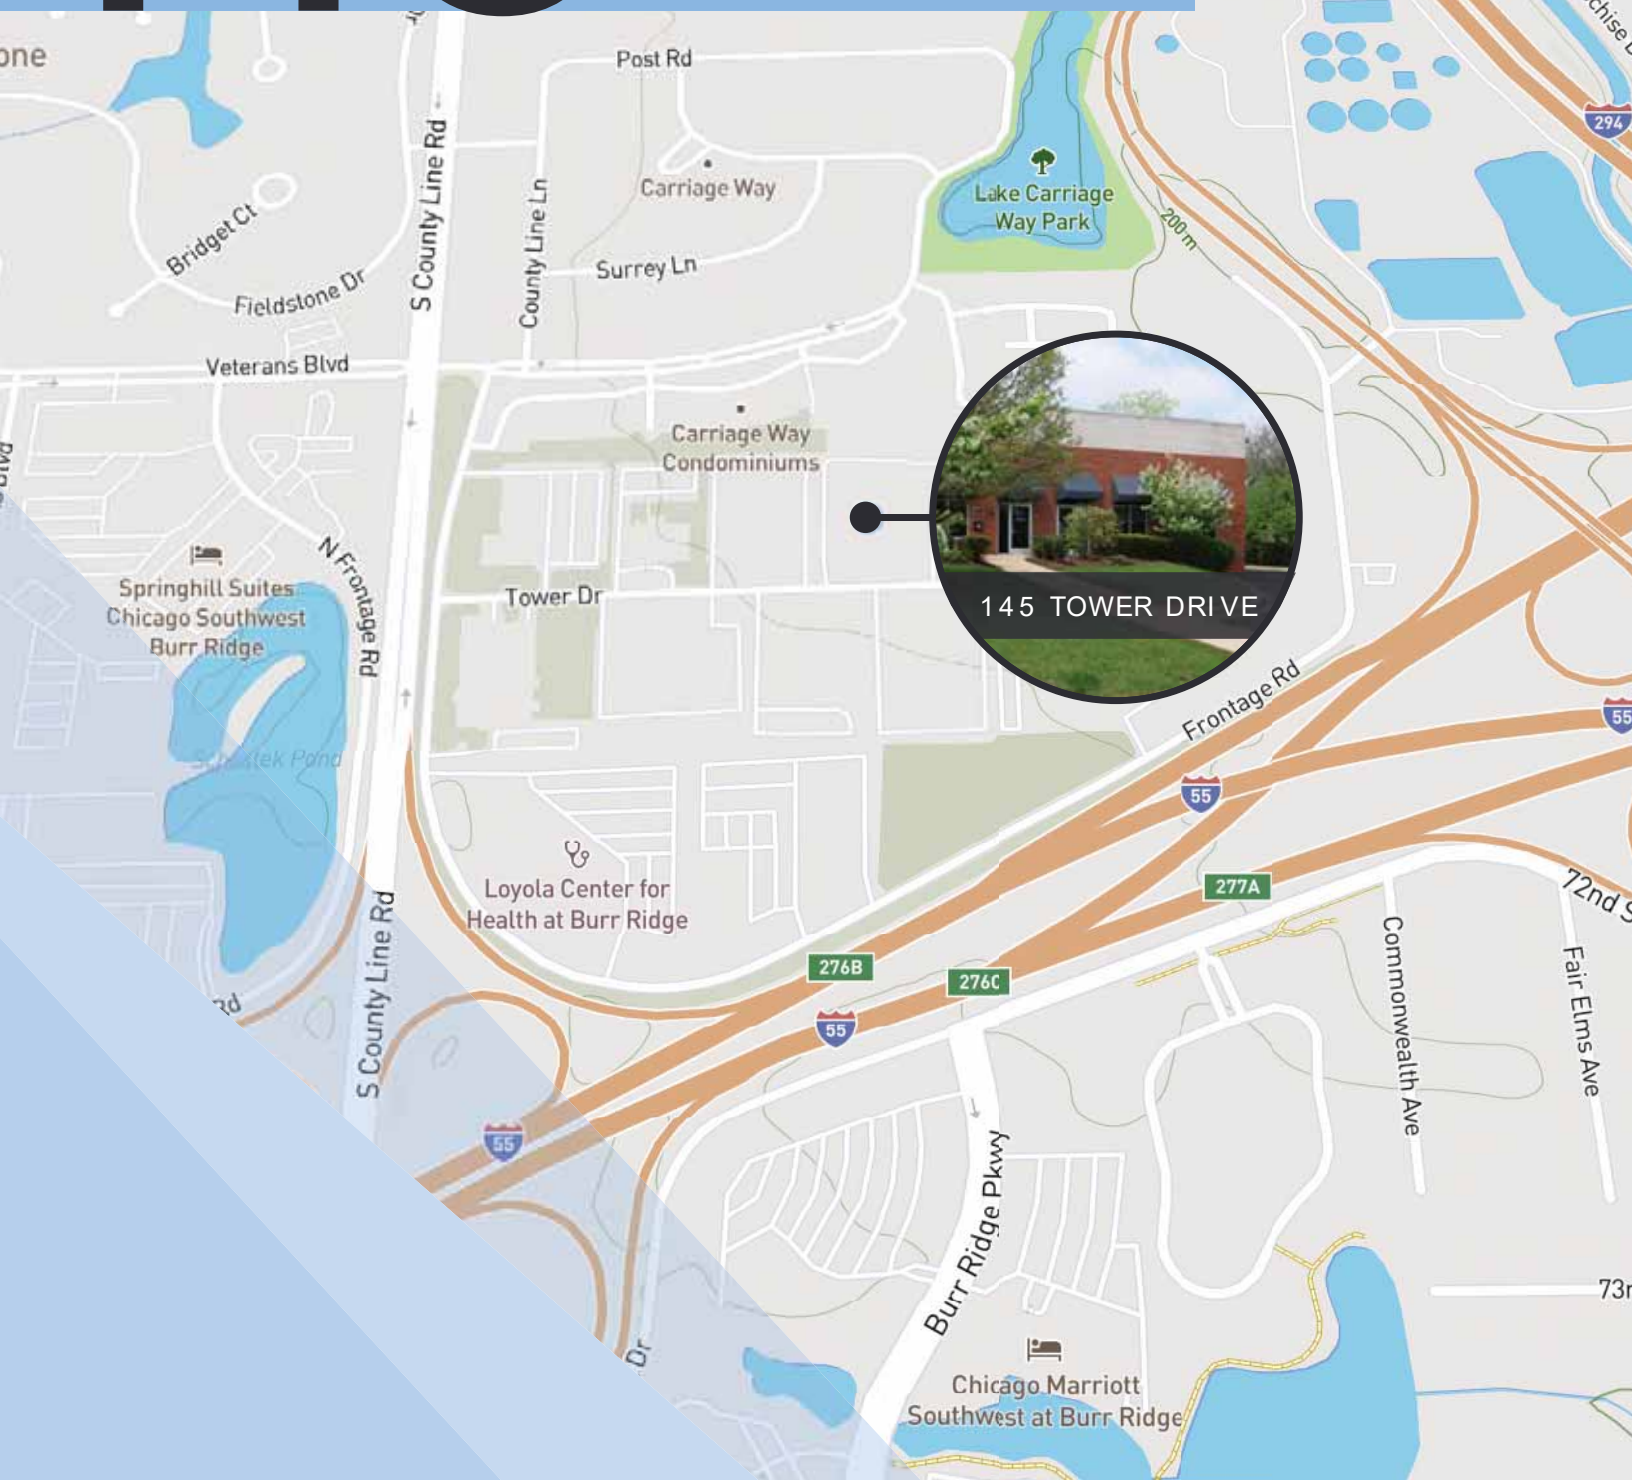 Post Rd
294
Carriage Way
Lake Carriage
Way Park
200 m
S County Line Rd
County Line Ln
Bridget Ct
Surrey Ln
Fieldstone Dr
Veterans Blvd
Carriage Way
Condominiums
N Frontage Rd
Springhill Suites
Chicago Southwest
Burr Ridge
Tower Dr
145 TOWER DRIVE
Frontage Rd
55
55
Loyola Center for
Health at Burr Ridge
277A
72nd S
S County Line Rd
276B
276C
55
Rd
Commonwealth Ave
Fair Elms Ave
55
Burr Ridge Pkwy
73r
Dr
Chicago Marriott
Southwest at Burr Ridge